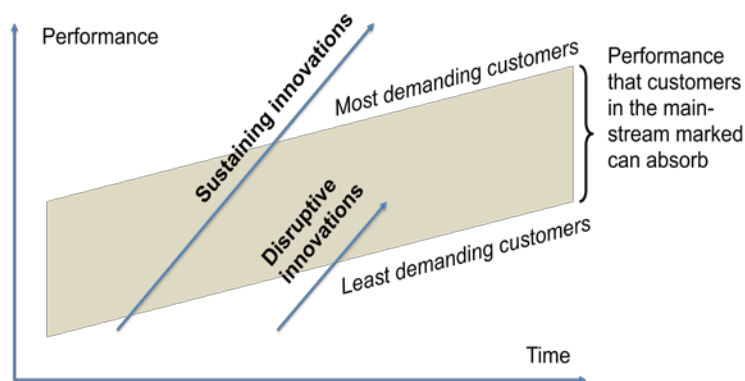 Performance
Sustaining innovations
Most demanding customers
Performance
that customers
in the main-
stream marked
can absorb
Disruptive
innovations
Least demanding customers
Time